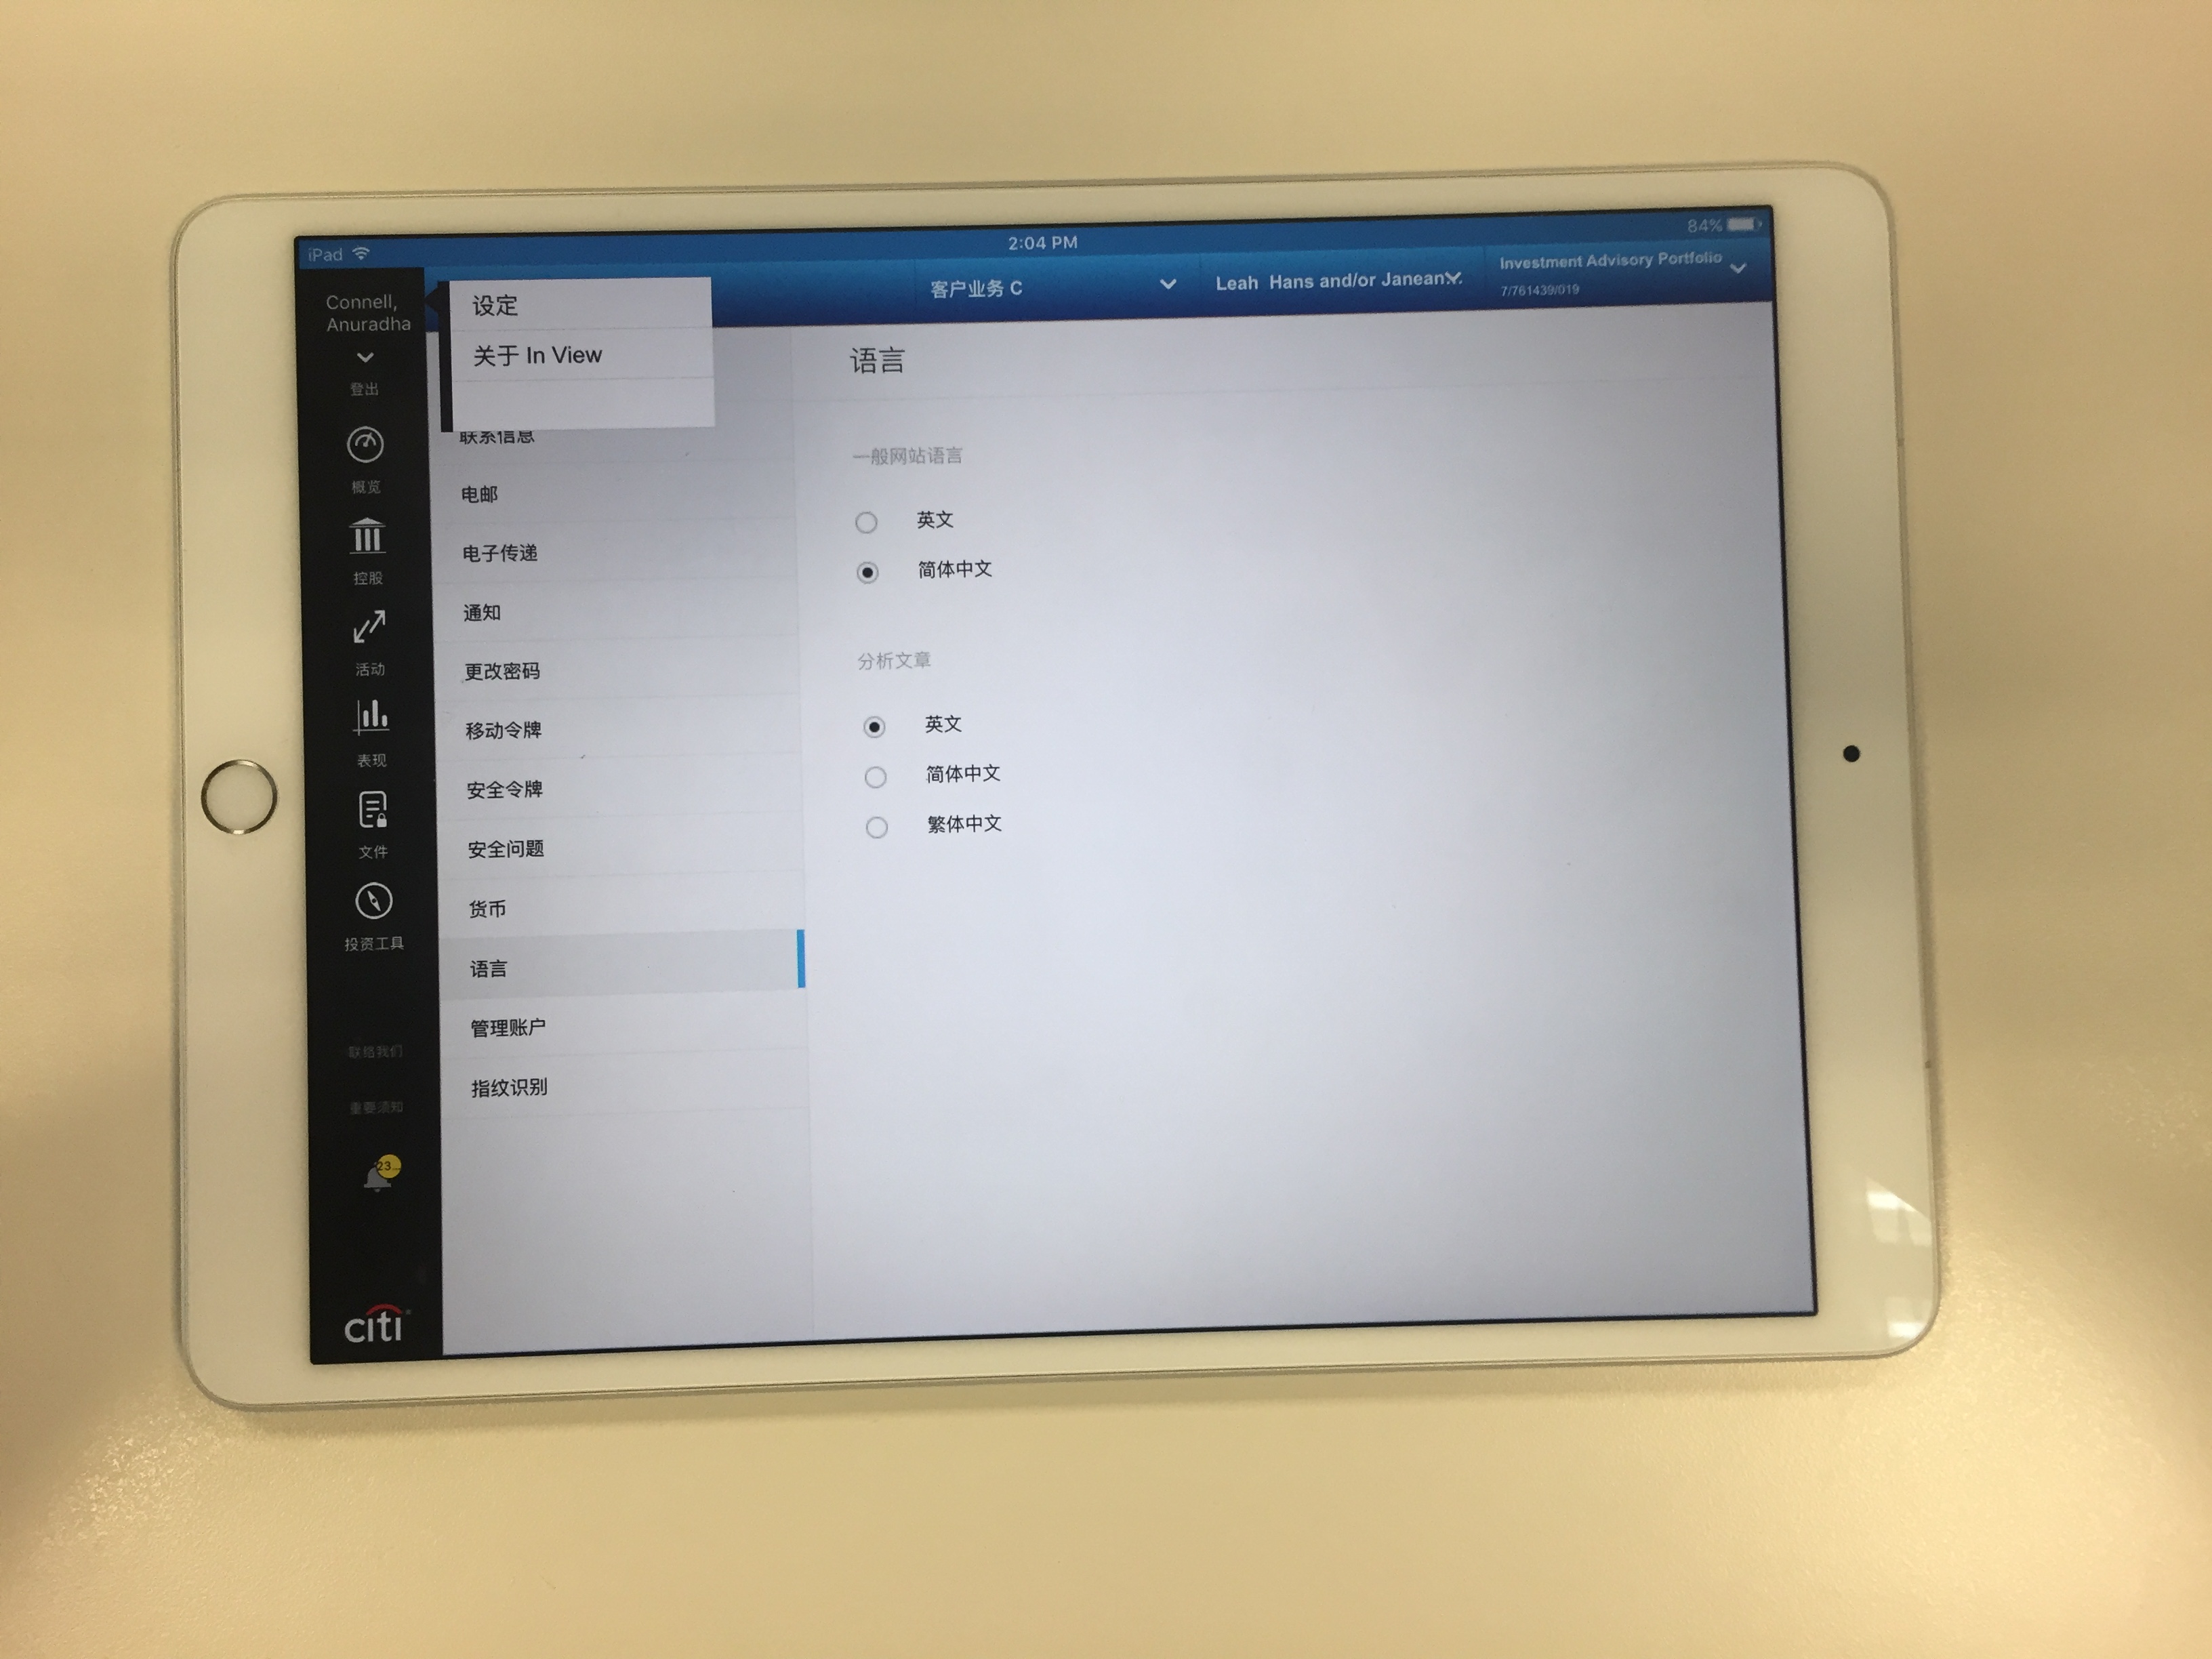 iPad
2:04 PM
84%
Connell,
Anuradha
客户业务 C
Leah Hans and/or Janean
Investment Advisory Portfolio
7/761439/019
设定
关于 In View
登出
概览
控股
活动
表现
文件
投资工具
联络我们
重要须知
23
citi
联系信息
电邮
电子传递
通知
更改密码
移动令牌
安全令牌
安全问题
货币
语言
管理账户
指纹识别
语言
一般网站语言
英文
简体中文
分析文章
英文
简体中文
繁体中文